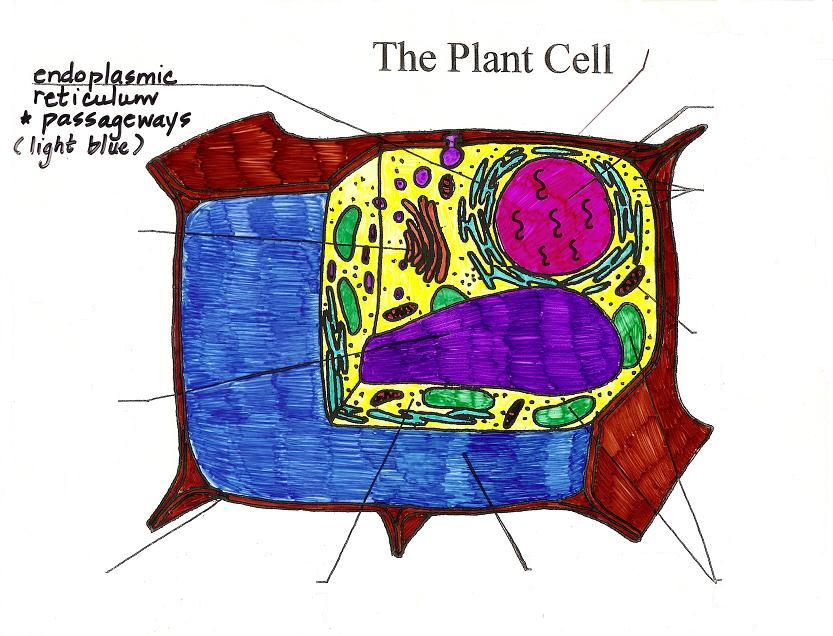 The Plant Cell
endoplasmic
reticulum
* passageways
(light blue)